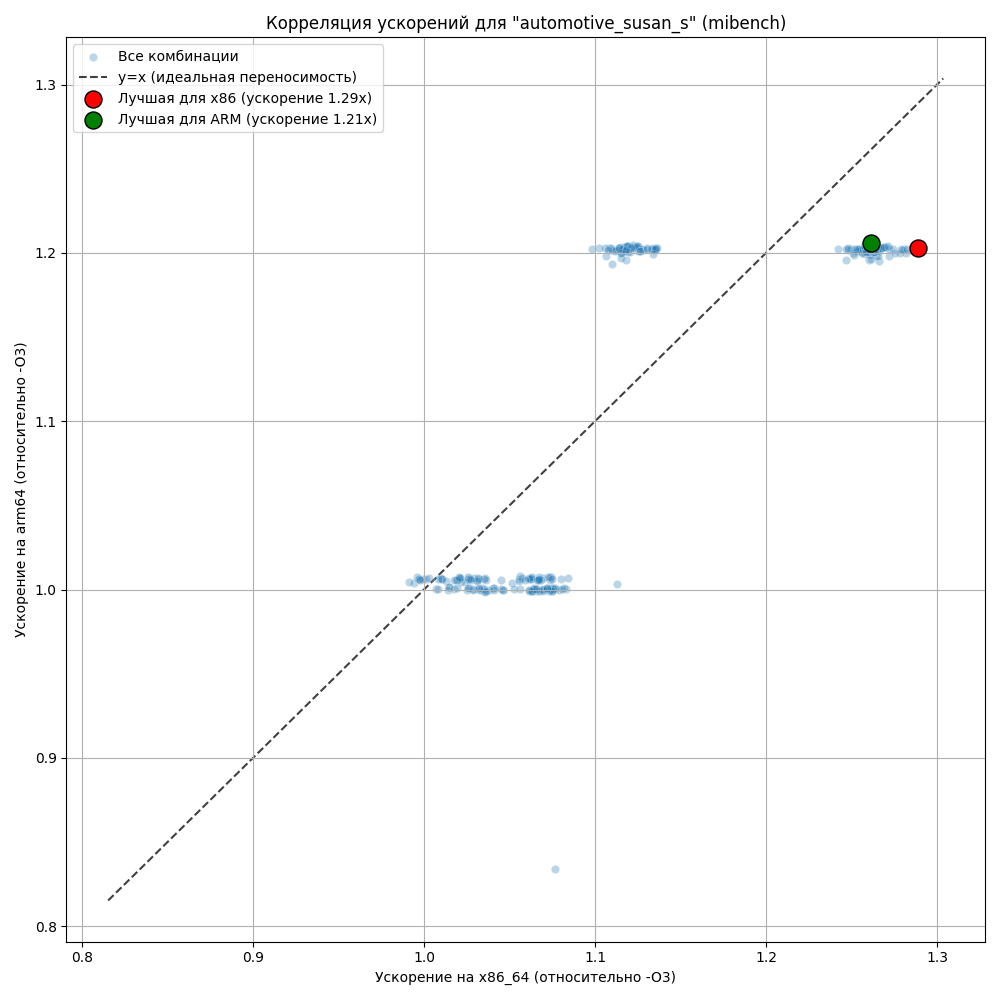 Корреляция ускорений для "automotive_susan_s" (mibench)
Все комбинации
y=x (идеальная переносимость)
Лучшая для x86 (ускорение 1.29x)
Лучшая для ARM (ускорение 1.21x)
Ускорение на arm64 (относительно -O3)
1.3
1.2
1.1
1.0
0.9
0.8
0.8
0.9
1.0
1.1
1.2
1.3
Ускорение на x86_64 (относительно -O3)